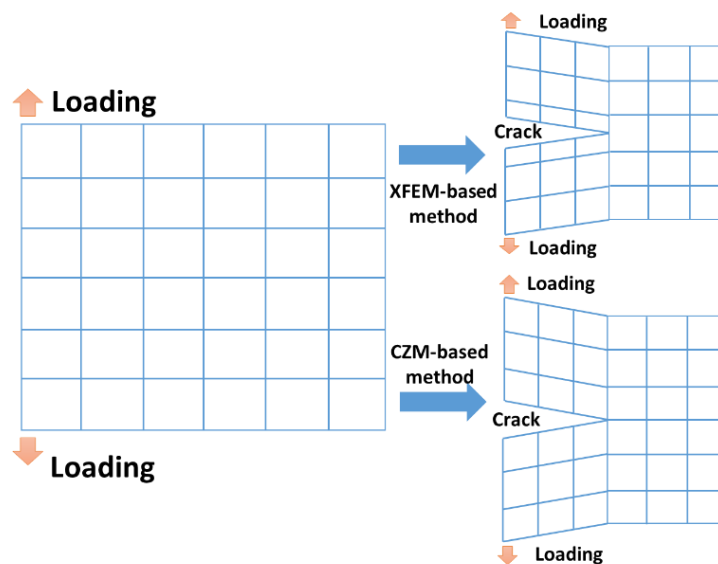 Loading
Loading
XFEM-based
method
CZM-based
method
Loading
Crack
Loading
Loading
Crack
Loading